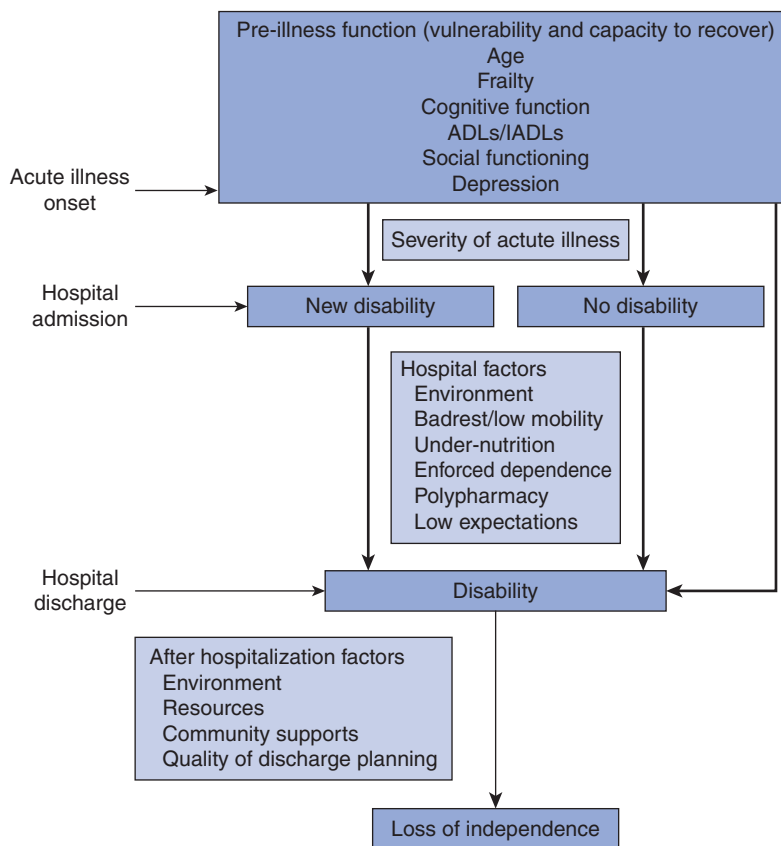 Pre-illness function (vulnerability and capacity to recover)
Age
Frailty
Cognitive function
ADLs/IADLs
Social functioning
Depression
Acute illness
onset
Severity of actute illness
Hospital
admission
New disability
No disability
Hospital factors
Environment
Badrest/low mobility
Under-nutrition
Enforced dependence
Polypharmacy
Low expectations
Hospital
discharge
Disability
After hospitalization factors
Environment
Resources
Community supports
Quality of discharge planning
Loss of independence